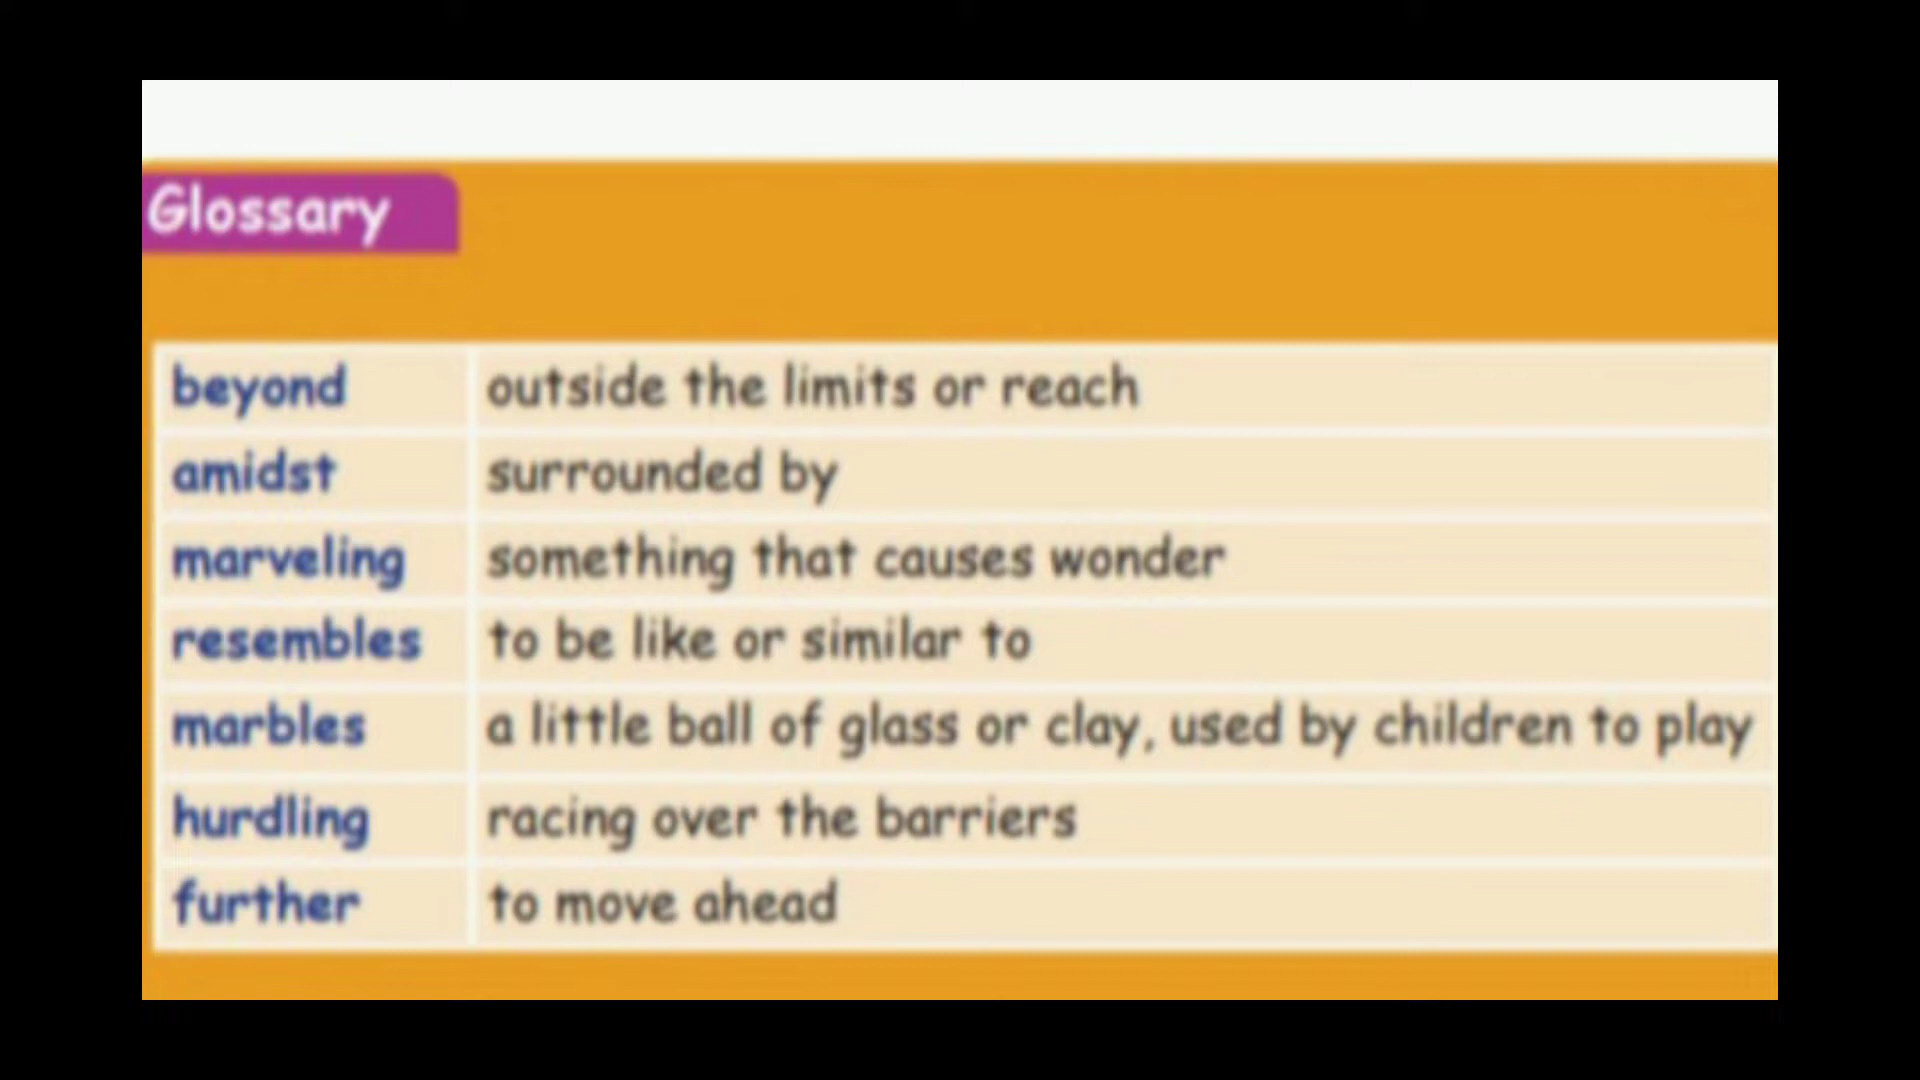 Glossary
beyond outside the limits or reach
amidst surrounded by
marveling something that causes wonder
resembles to be like or similar to
marbles a little ball of glass or clay, used by children to play
hurdling racing over the barriers
further to move ahead